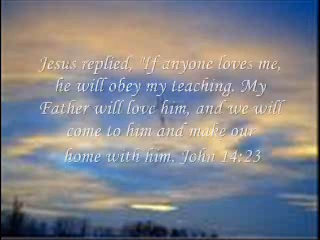 Jesus replied, "If anyone loves me,
he will obey my teaching. My
Father will love him, and we will
come to him and make our
home with him. John 14:23